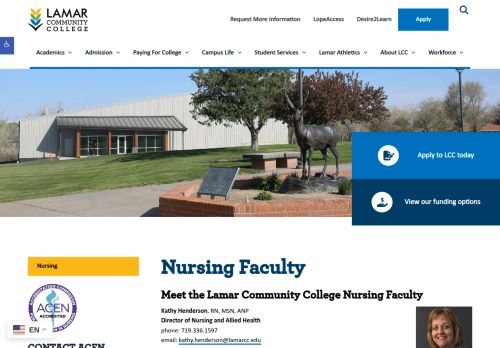 LAMAR
COMMUNITY
COLLEGE
Request More Information LopeAccess Desire2Learn Apply
Academics Admission Paying For College Campus Life Student Services Lamar Athletics About LCC Workforce
Apply to LCC today
View our funding options
Nursing
Nursing Faculty
Meet the Lamar Community College Nursing Faculty
Kathy Henderson, RN, MSN, ANP
Director of Nursing and Allied Health
phone: 719.336.1597
email: kathy.henderson@lamarcc.edu
ACEN
ACCREDITED
EN
CONTACT ACEN